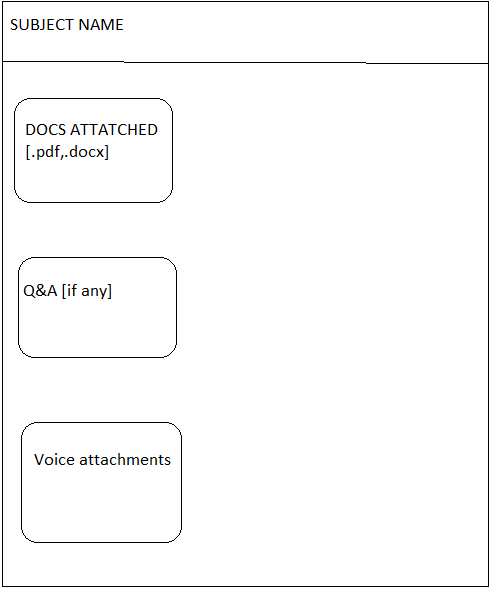 SUBJECT NAME
DOCS ATTATCHED
[.pdf,.docx]
Q&A [if any]
Voice attachments